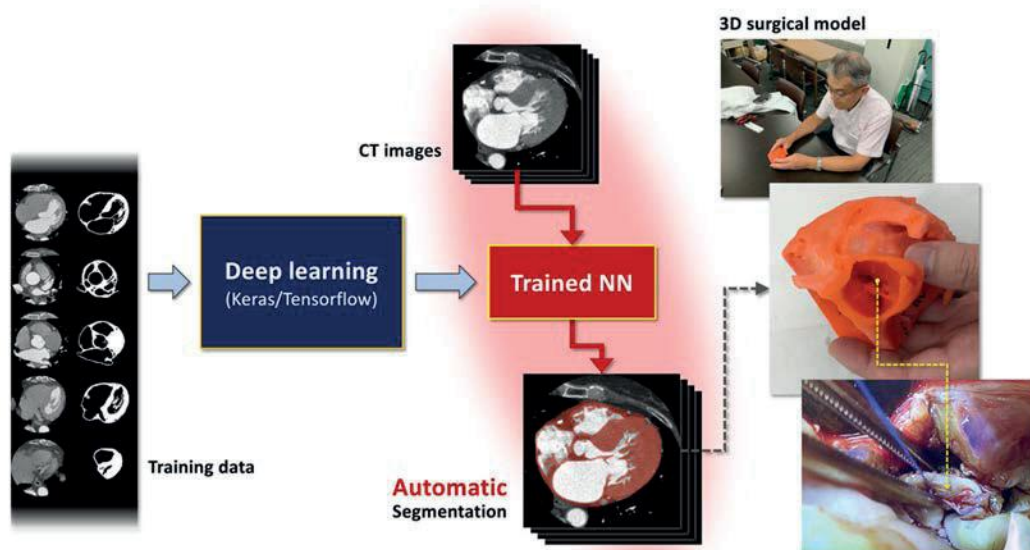 3D surgical model
CT images
Deep learning
(Keras/Tensorflow)
Trained NN
Training data
Automatic
Segmentation